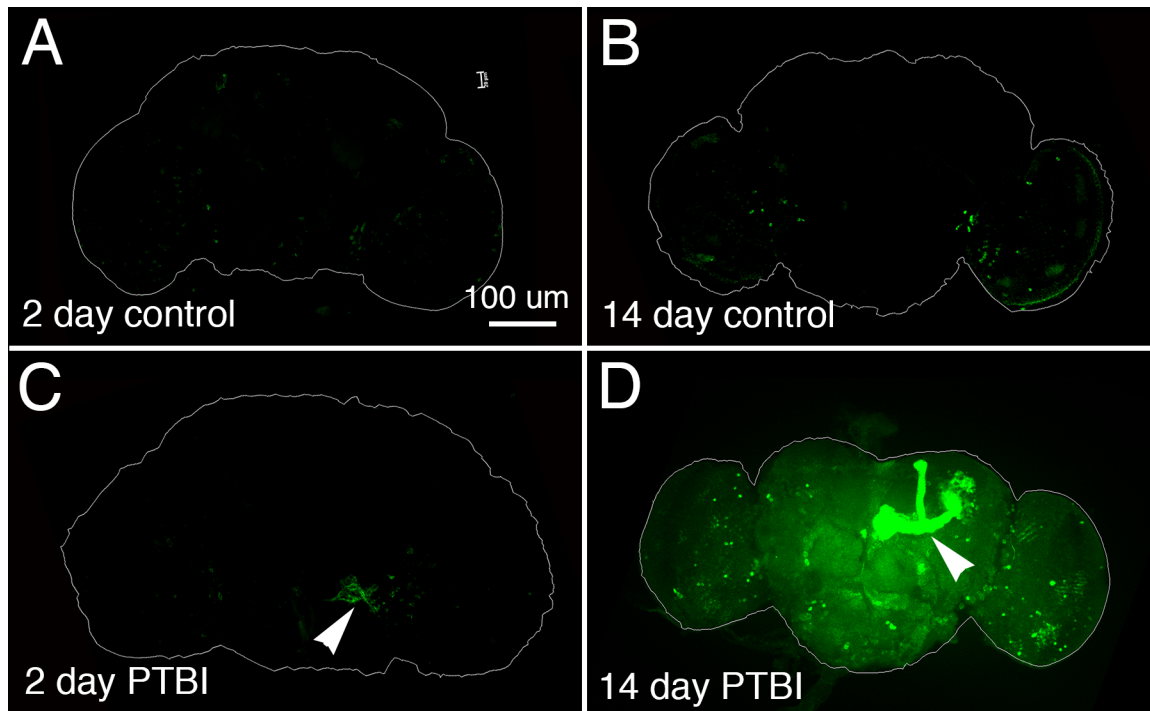 A
B
100 um
2 day control
14 day control
C
D
2 day PTBI
14 day PTBI